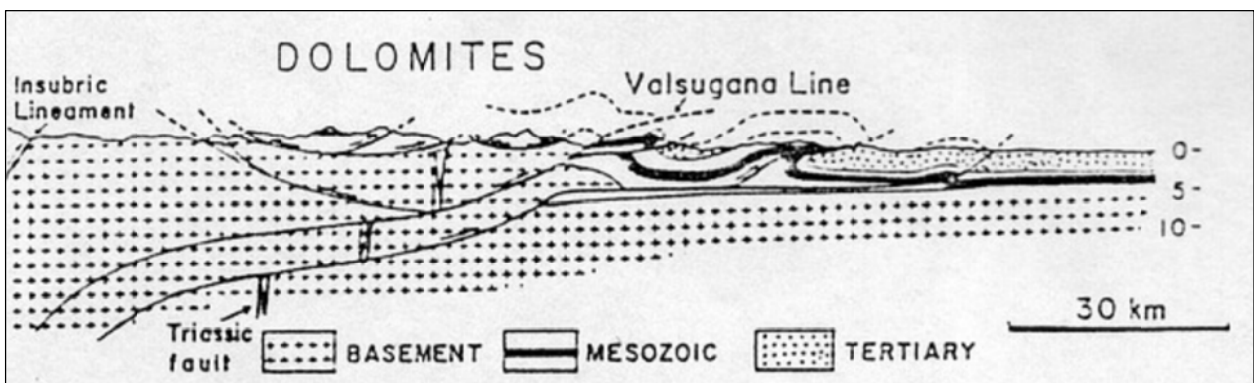 DOLOMITES
Insubric
Lineament
Valsugana Line
0-
5-
10-
30 km
Triassic
fault
BASEMENT
MESOZOIC
TERTIARY